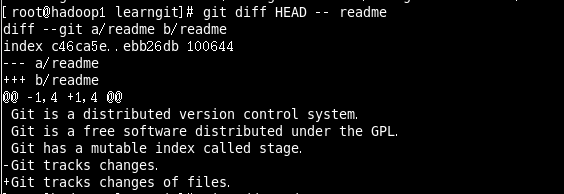 [root@hadoop1 learngit]# git diff HEAD -- readme
diff --git a/readme b/readme
index c46ca5e..ebb26db 100644
--- a/readme
+++ b/readme
@@ -1,4 +1,4 @@
 Git is a distributed version control system.
 Git is a free software distributed under the GPL.
 Git has a mutable index called stage.
-Git tracks changes.
+Git tracks changes of files.